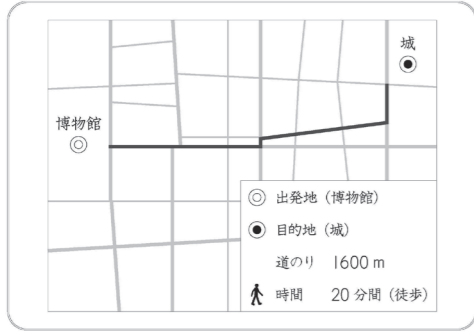 城
博物館
出発地（博物館）
目的地（城）
道のり 1600 m
時間 20 分間（徒歩）